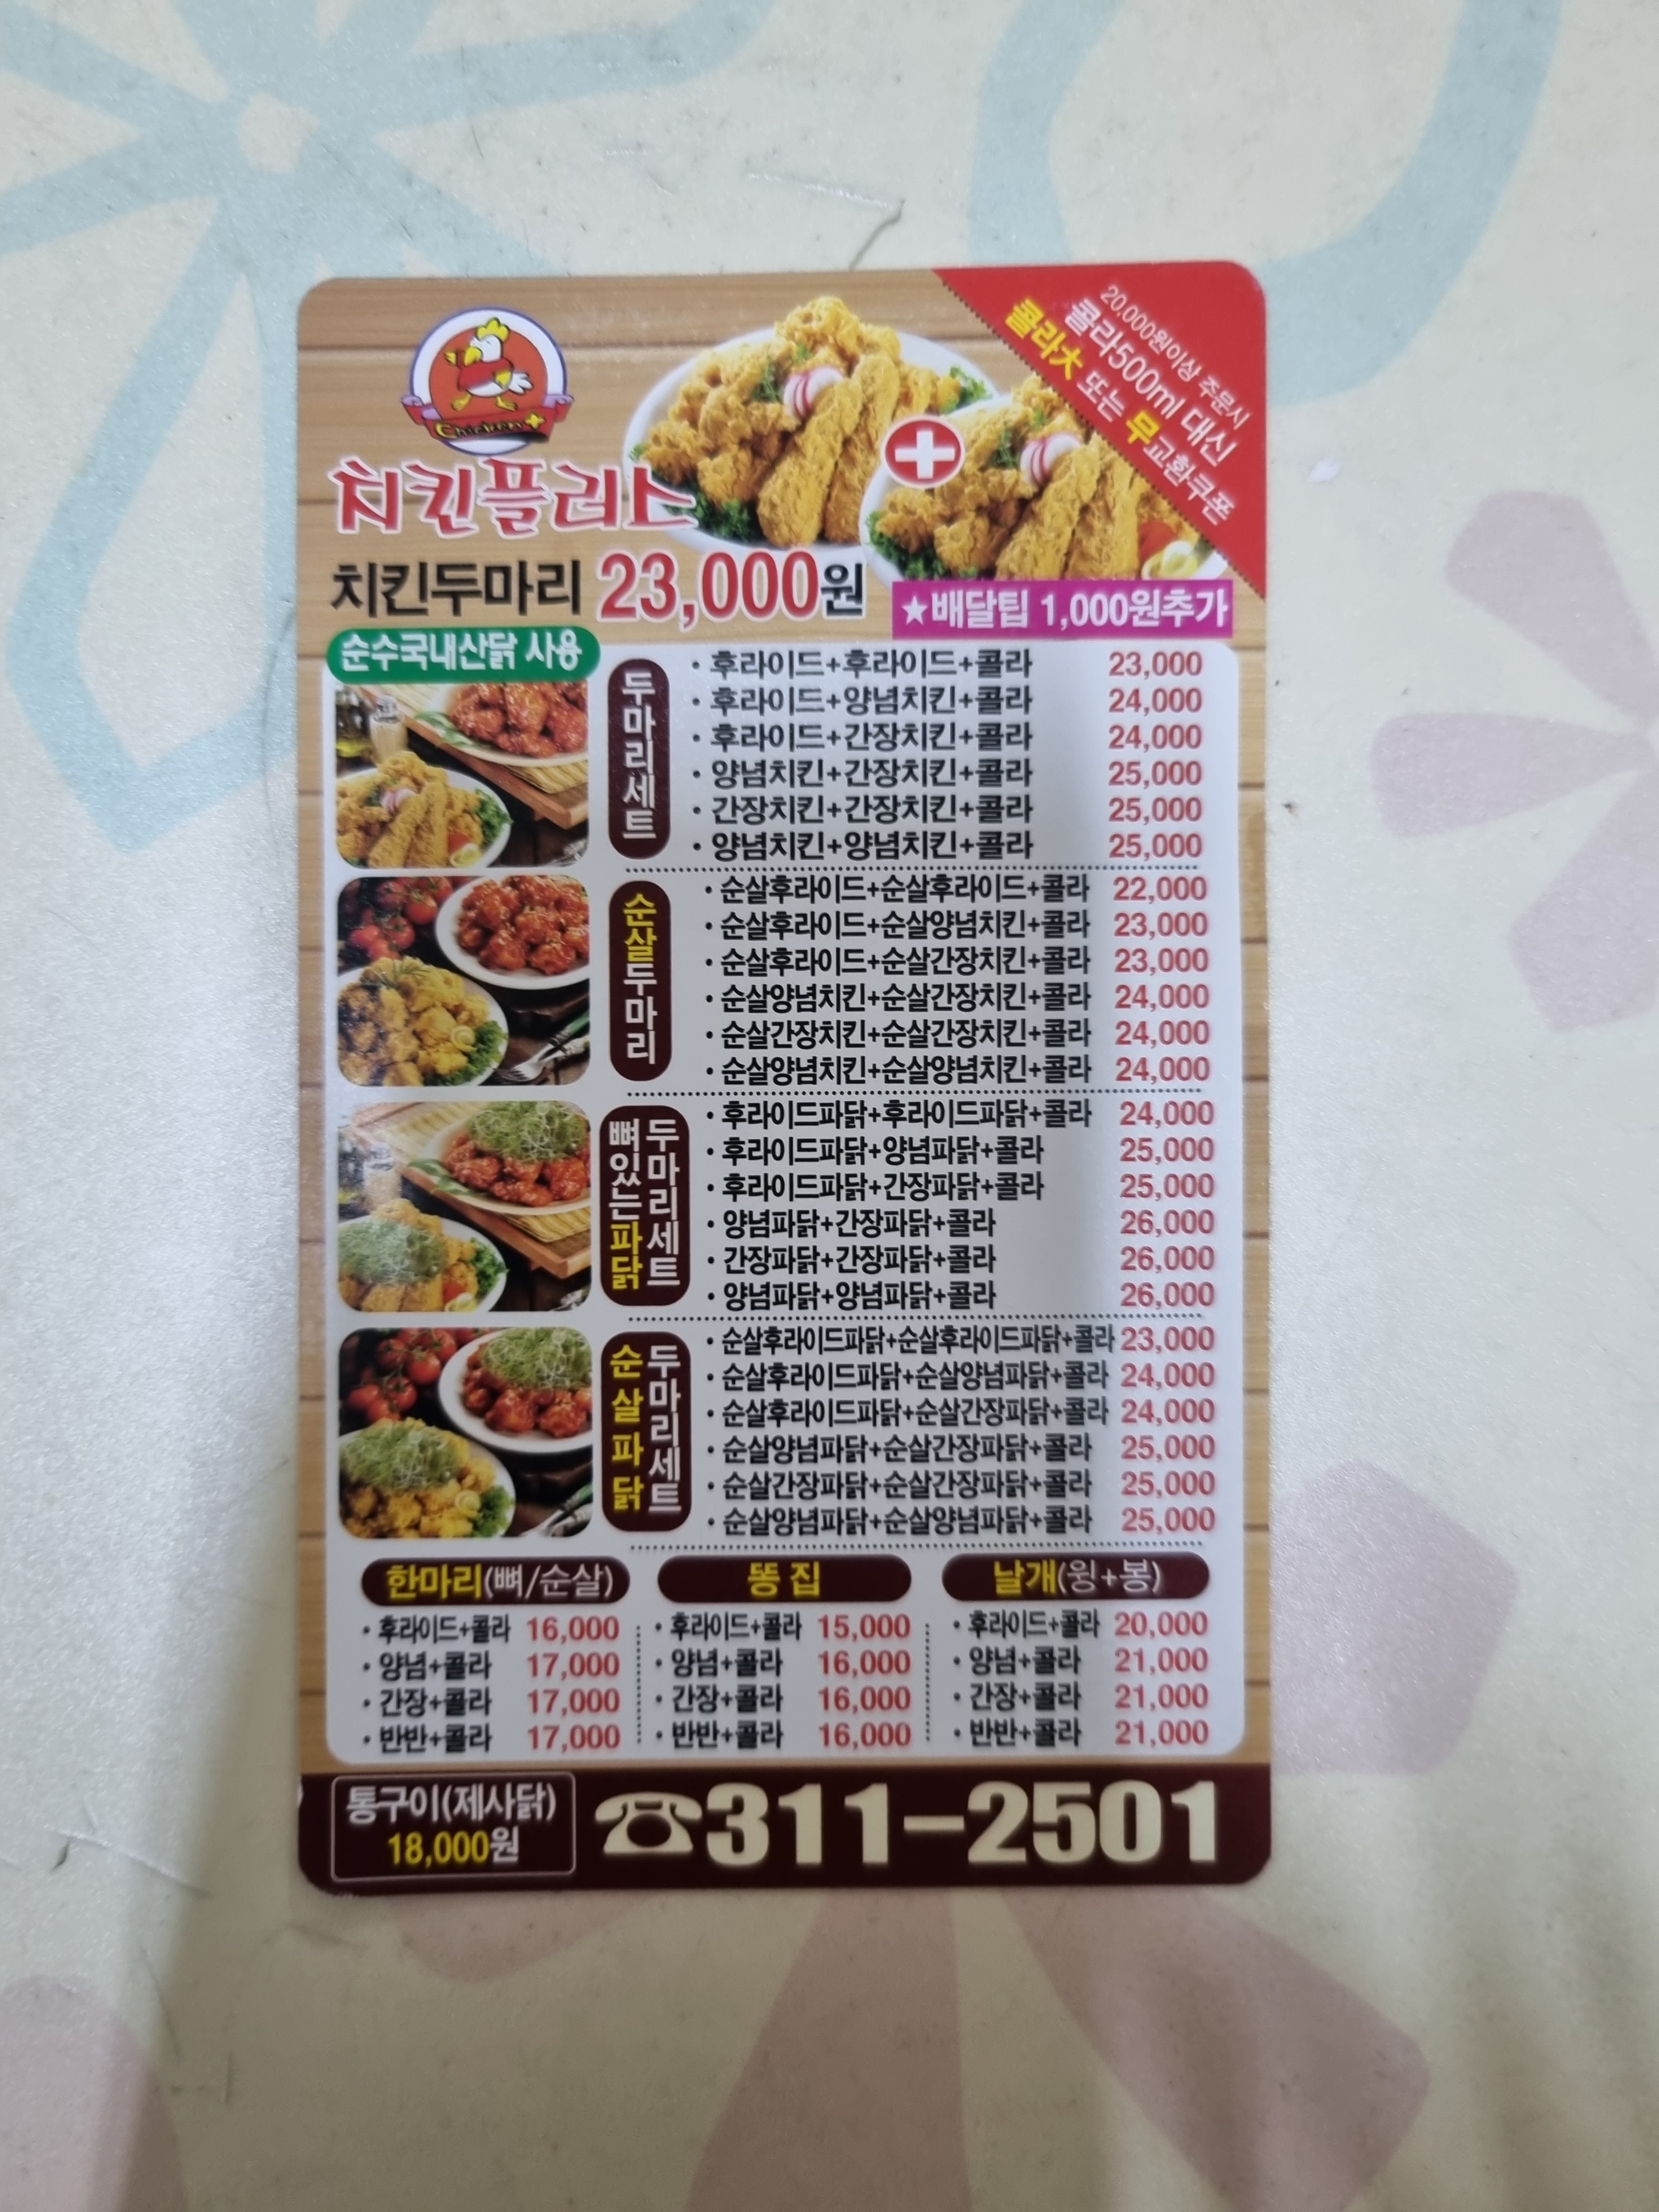 Chicken+
치킨플러스
20,000원이상 주문시
콜라500ml 대신
콜라大 또는 무교환쿠폰
치킨두마리 23,000원
★배달팁 1,000원추가
순수국내산닭 사용
두마리세트
· 후라이드+후라이드+콜라 23,000
· 후라이드+양념치킨+콜라 24,000
· 후라이드+간장치킨+콜라 24,000
· 양념치킨+간장치킨+콜라 25,000
· 간장치킨+간장치킨+콜라 25,000
· 양념치킨+양념치킨+콜라 25,000
순살두마리
· 순살후라이드+순살후라이드+콜라 22,000
· 순살후라이드+순살양념치킨+콜라 23,000
· 순살후라이드+순살간장치킨+콜라 23,000
· 순살양념치킨+순살간장치킨+콜라 24,000
· 순살간장치킨+순살간장치킨+콜라 24,000
· 순살양념치킨+순살양념치킨+콜라 24,000
뼈있는파닭
두마리세트
· 후라이드파닭+후라이드파닭+콜라 24,000
· 후라이드파닭+양념파닭+콜라 25,000
· 후라이드파닭+간장파닭+콜라 25,000
· 양념파닭+간장파닭+콜라 26,000
· 간장파닭+간장파닭+콜라 26,000
· 양념파닭+양념파닭+콜라 26,000
순살파닭
두마리세트
· 순살후라이드파닭+순살후라이드파닭+콜라 23,000
· 순살후라이드파닭+순살양념파닭+콜라 24,000
· 순살후라이드파닭+순살간장파닭+콜라 24,000
· 순살양념파닭+순살간장파닭+콜라 25,000
· 순살간장파닭+순살간장파닭+콜라 25,000
· 순살양념파닭+순살양념파닭+콜라 25,000
한마리(뼈/순살)
· 후라이드+콜라 16,000
· 양념+콜라 17,000
· 간장+콜라 17,000
· 반반+콜라 17,000
똥집
· 후라이드+콜라 15,000
· 양념+콜라 16,000
· 간장+콜라 16,000
· 반반+콜라 16,000
날개(윙+봉)
· 후라이드+콜라 20,000
· 양념+콜라 21,000
· 간장+콜라 21,000
· 반반+콜라 21,000
통구이(제사닭)
18,000원
☎311-2501